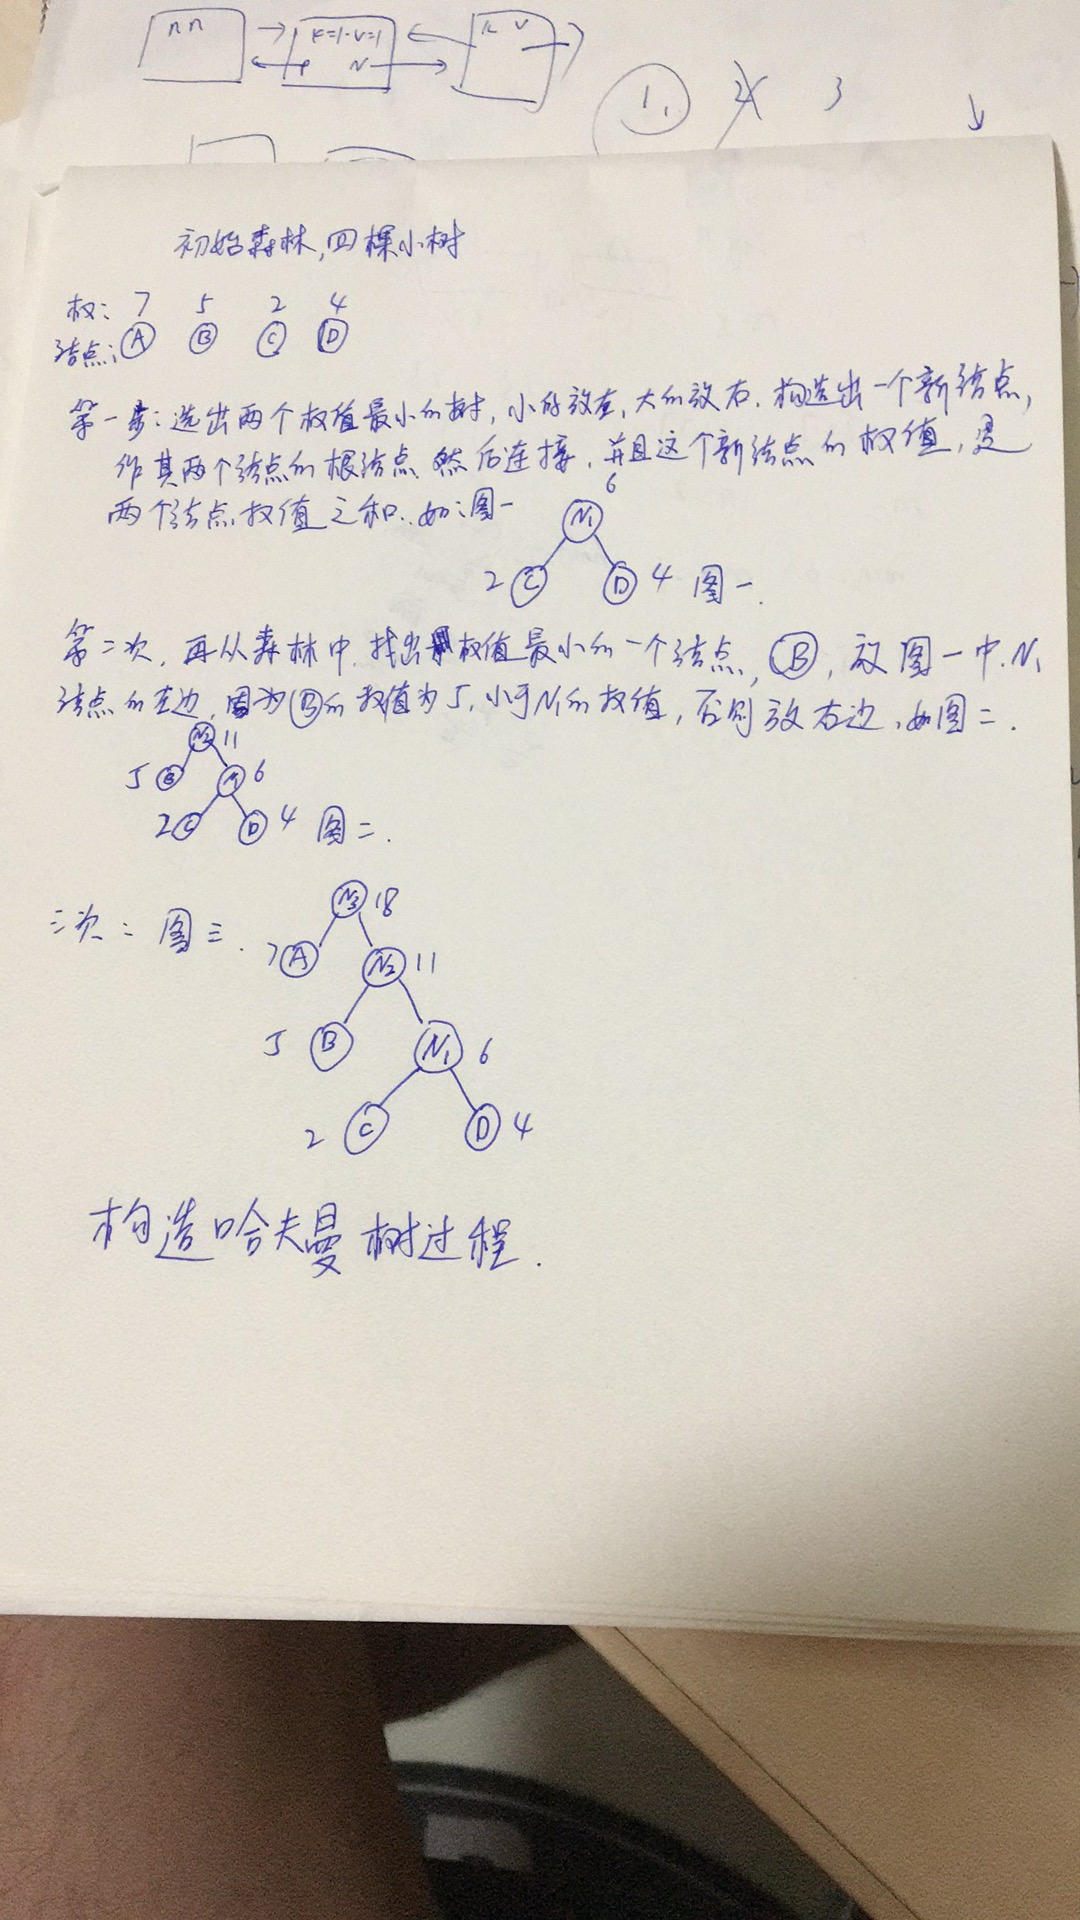 n n
K=1.V=1
N
K V
1.
2
3
初始森林,四棵小树
权: 7 5 2 4
结点: A B C D
第一步:选出两个权值最小的树,小的放左,大的放右.构造出一个新结点,
作其两个结点的根结点.然后连接,并且这个新结点的权值,是
两个结点权值之和.如:图一
6
N1
2 C D 4 图一.
第二次,再从森林中,找出权值最小的一个结点,B,放图一中.N1
结点的左边,因为B的权值为5,小于N1的权值,否则放右边,如图二.
N2 11
5 B N1 6
2 C D 4 图二.
N3 18
三次:图三. 7 A N2 11
5 B N1 6
2 C D 4
构造哈夫曼树过程.